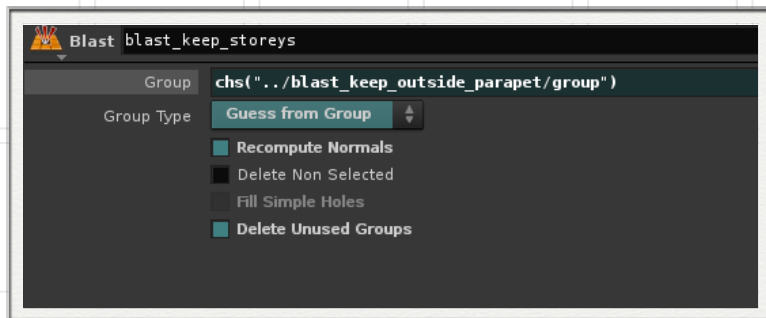 Blast blast_keep_storeys
Group chs("../blast_keep_outside_parapet/group")
Group Type Guess from Group
Recompute Normals
Delete Non Selected
Fill Simple Holes
Delete Unused Groups